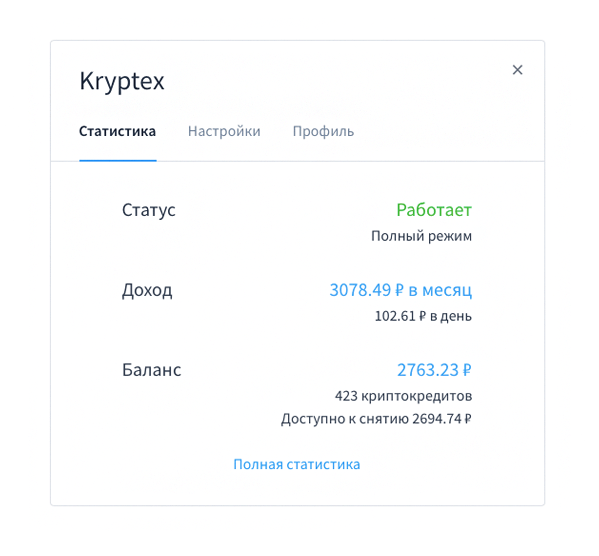 Kryptex
Статистика Настройки Профиль
Статус Работает
Полный режим
Доход 3078.49 ₽ в месяц
102.61 ₽ в день
Баланс 2763.23 ₽
423 криптокредитов
Доступно к снятию 2694.74 ₽
Полная статистика